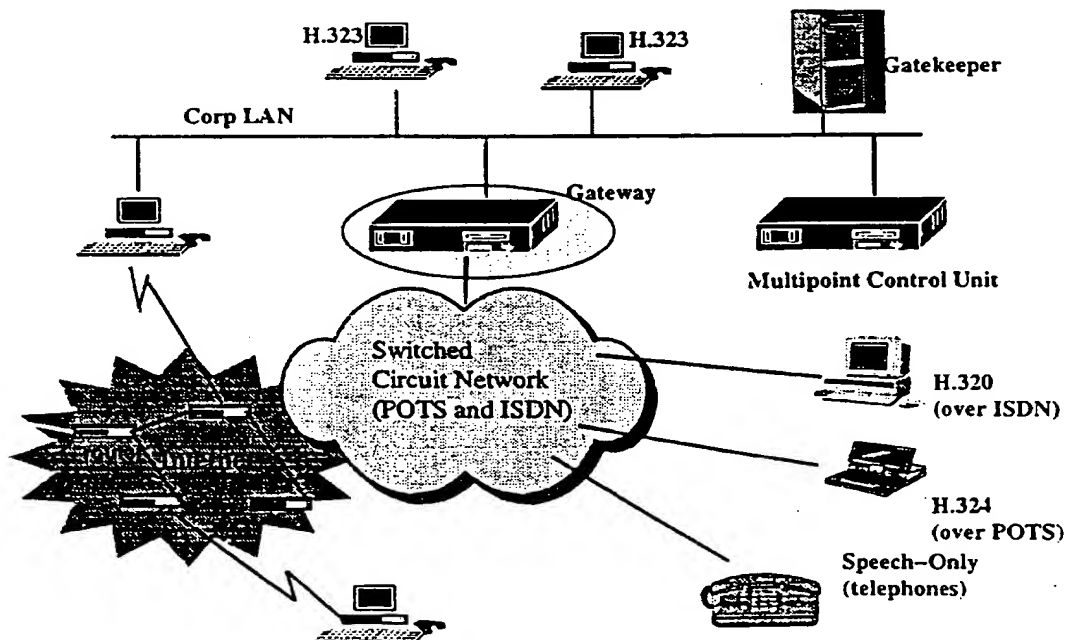 H.323
H.323
Gatekeeper
Corp LAN
Gateway
Multipoint Control Unit
Switched
Circuit Network
(POTS and ISDN)
H.320
(over ISDN)
H.324
(over POTS)
Speech-Only
(telephones)